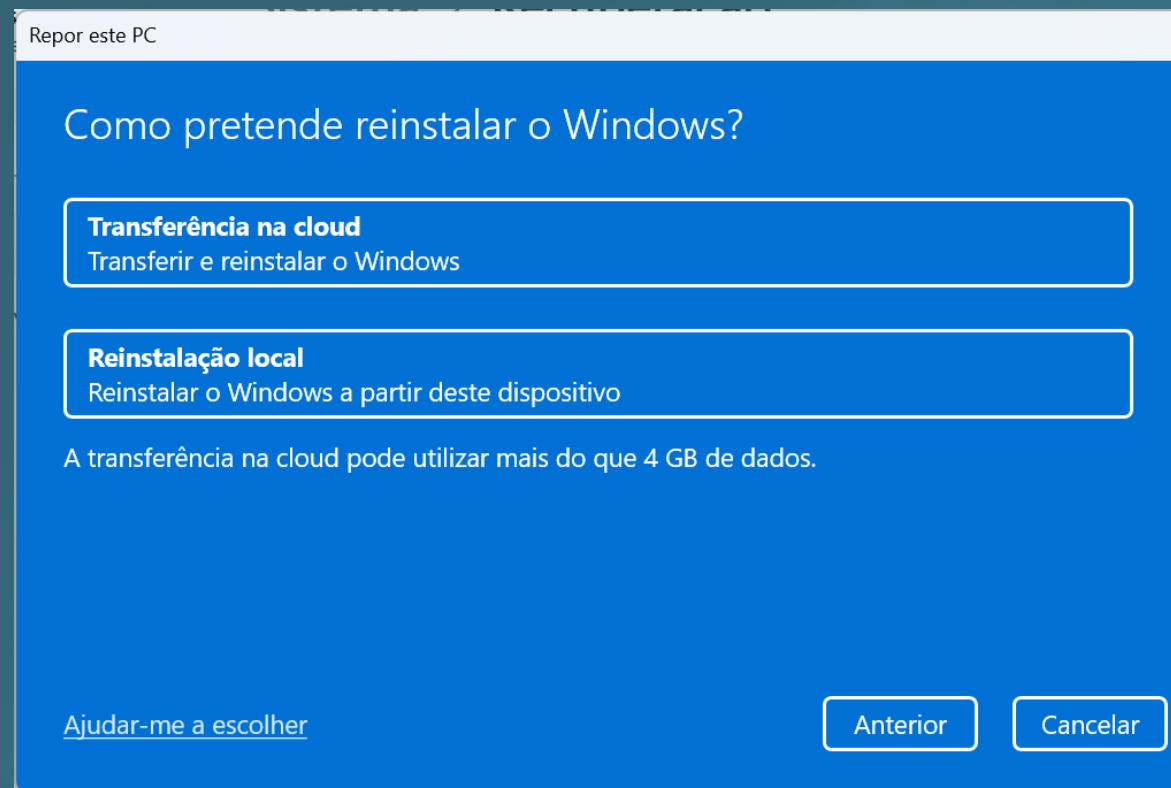 Repor este PC
Como pretende reinstalar o Windows?
Transferência na cloud
Transferir e reinstalar o Windows
Reinstalação local
Reinstalar o Windows a partir deste dispositivo
A transferência na cloud pode utilizar mais do que 4 GB de dados.
Ajudar-me a escolher
Anterior
Cancelar